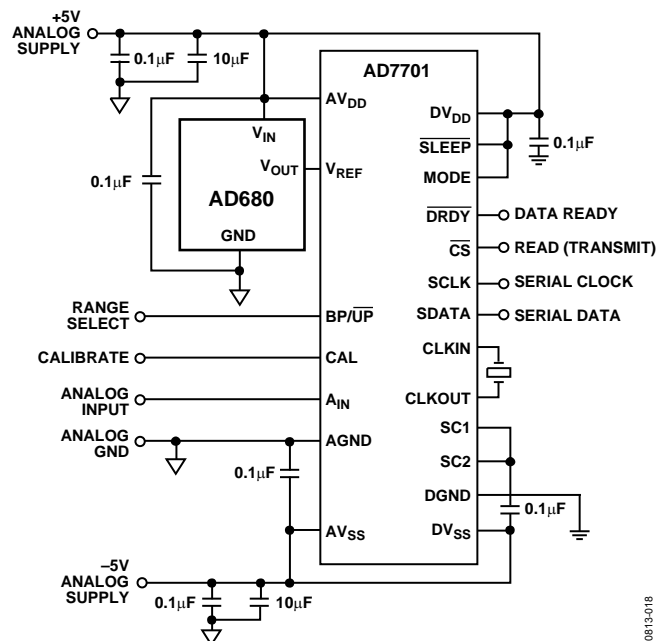 +5V
ANALOG
SUPPLY
0.1µF
10µF
AD7701
AVDD
DVDD
VIN
SLEEP
0.1µF
VOUT
VREF
MODE
0.1µF
AD680
DRDY
DATA READY
GND
CS
READ (TRANSMIT)
SCLK
SERIAL CLOCK
RANGE
SELECT
BP/UP
SDATA
SERIAL DATA
CALIBRATE
CAL
CLKIN
ANALOG
INPUT
AIN
CLKOUT
ANALOG
GND
AGND
SC1
SC2
0.1µF
DGND
0.1µF
AVSS
DVSS
–5V
ANALOG
SUPPLY
0.1µF
10µF
0813-018